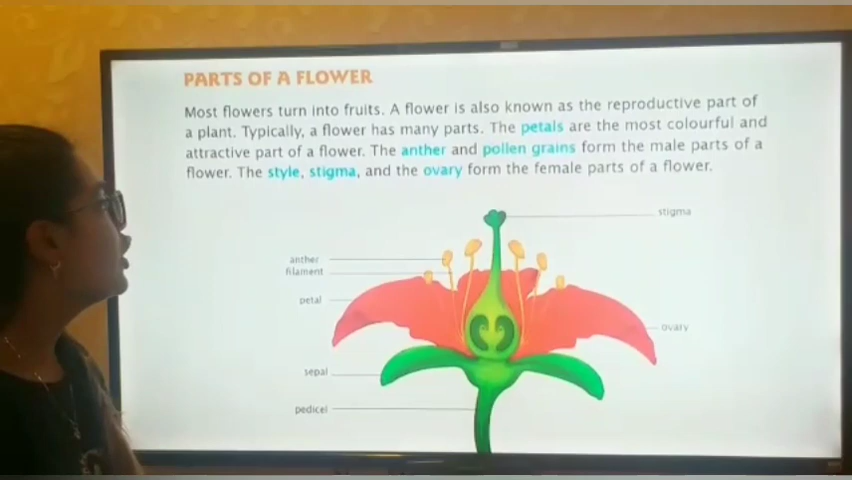 PARTS OF A FLOWER
Most flowers turn into fruits. A flower is also known as the reproductive part of
a plant. Typically, a flower has many parts. The petals are the most colourful and
attractive part of a flower. The anther and pollen grains form the male parts of a
flower. The style, stigma, and the ovary form the female parts of a flower.
stigma
anther
filament
petal
ovary
sepal
pedicel